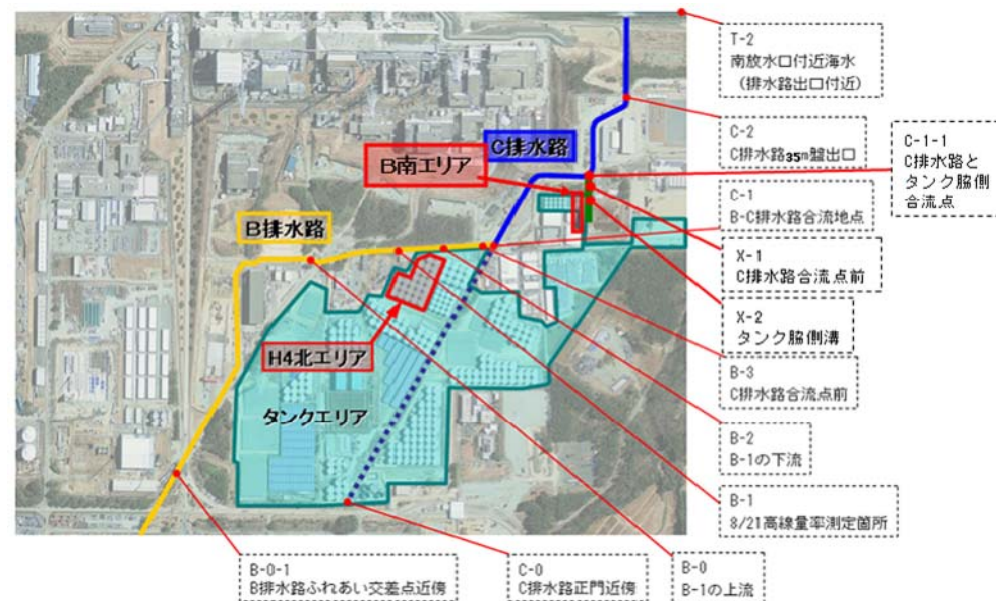 T-2
南放水口付近海水
(排水路出口付近)
C-2
C排水路35m盤出口
C-1-1
C排水路と
タンク脇側
合流点
C-1
B-C排水路合流地点
X-1
C排水路合流点前
X-2
タンク脇側溝
B-3
C排水路合流点前
B-2
B-1の下流
B-1
8/21高線量率測定箇所
B-0
B-1の上流
C-0
C排水路正門近傍
B-0-1
B排水路ふれあい交差点近傍
C排水路
B南エリア
B排水路
H4北エリア
タンクエリア